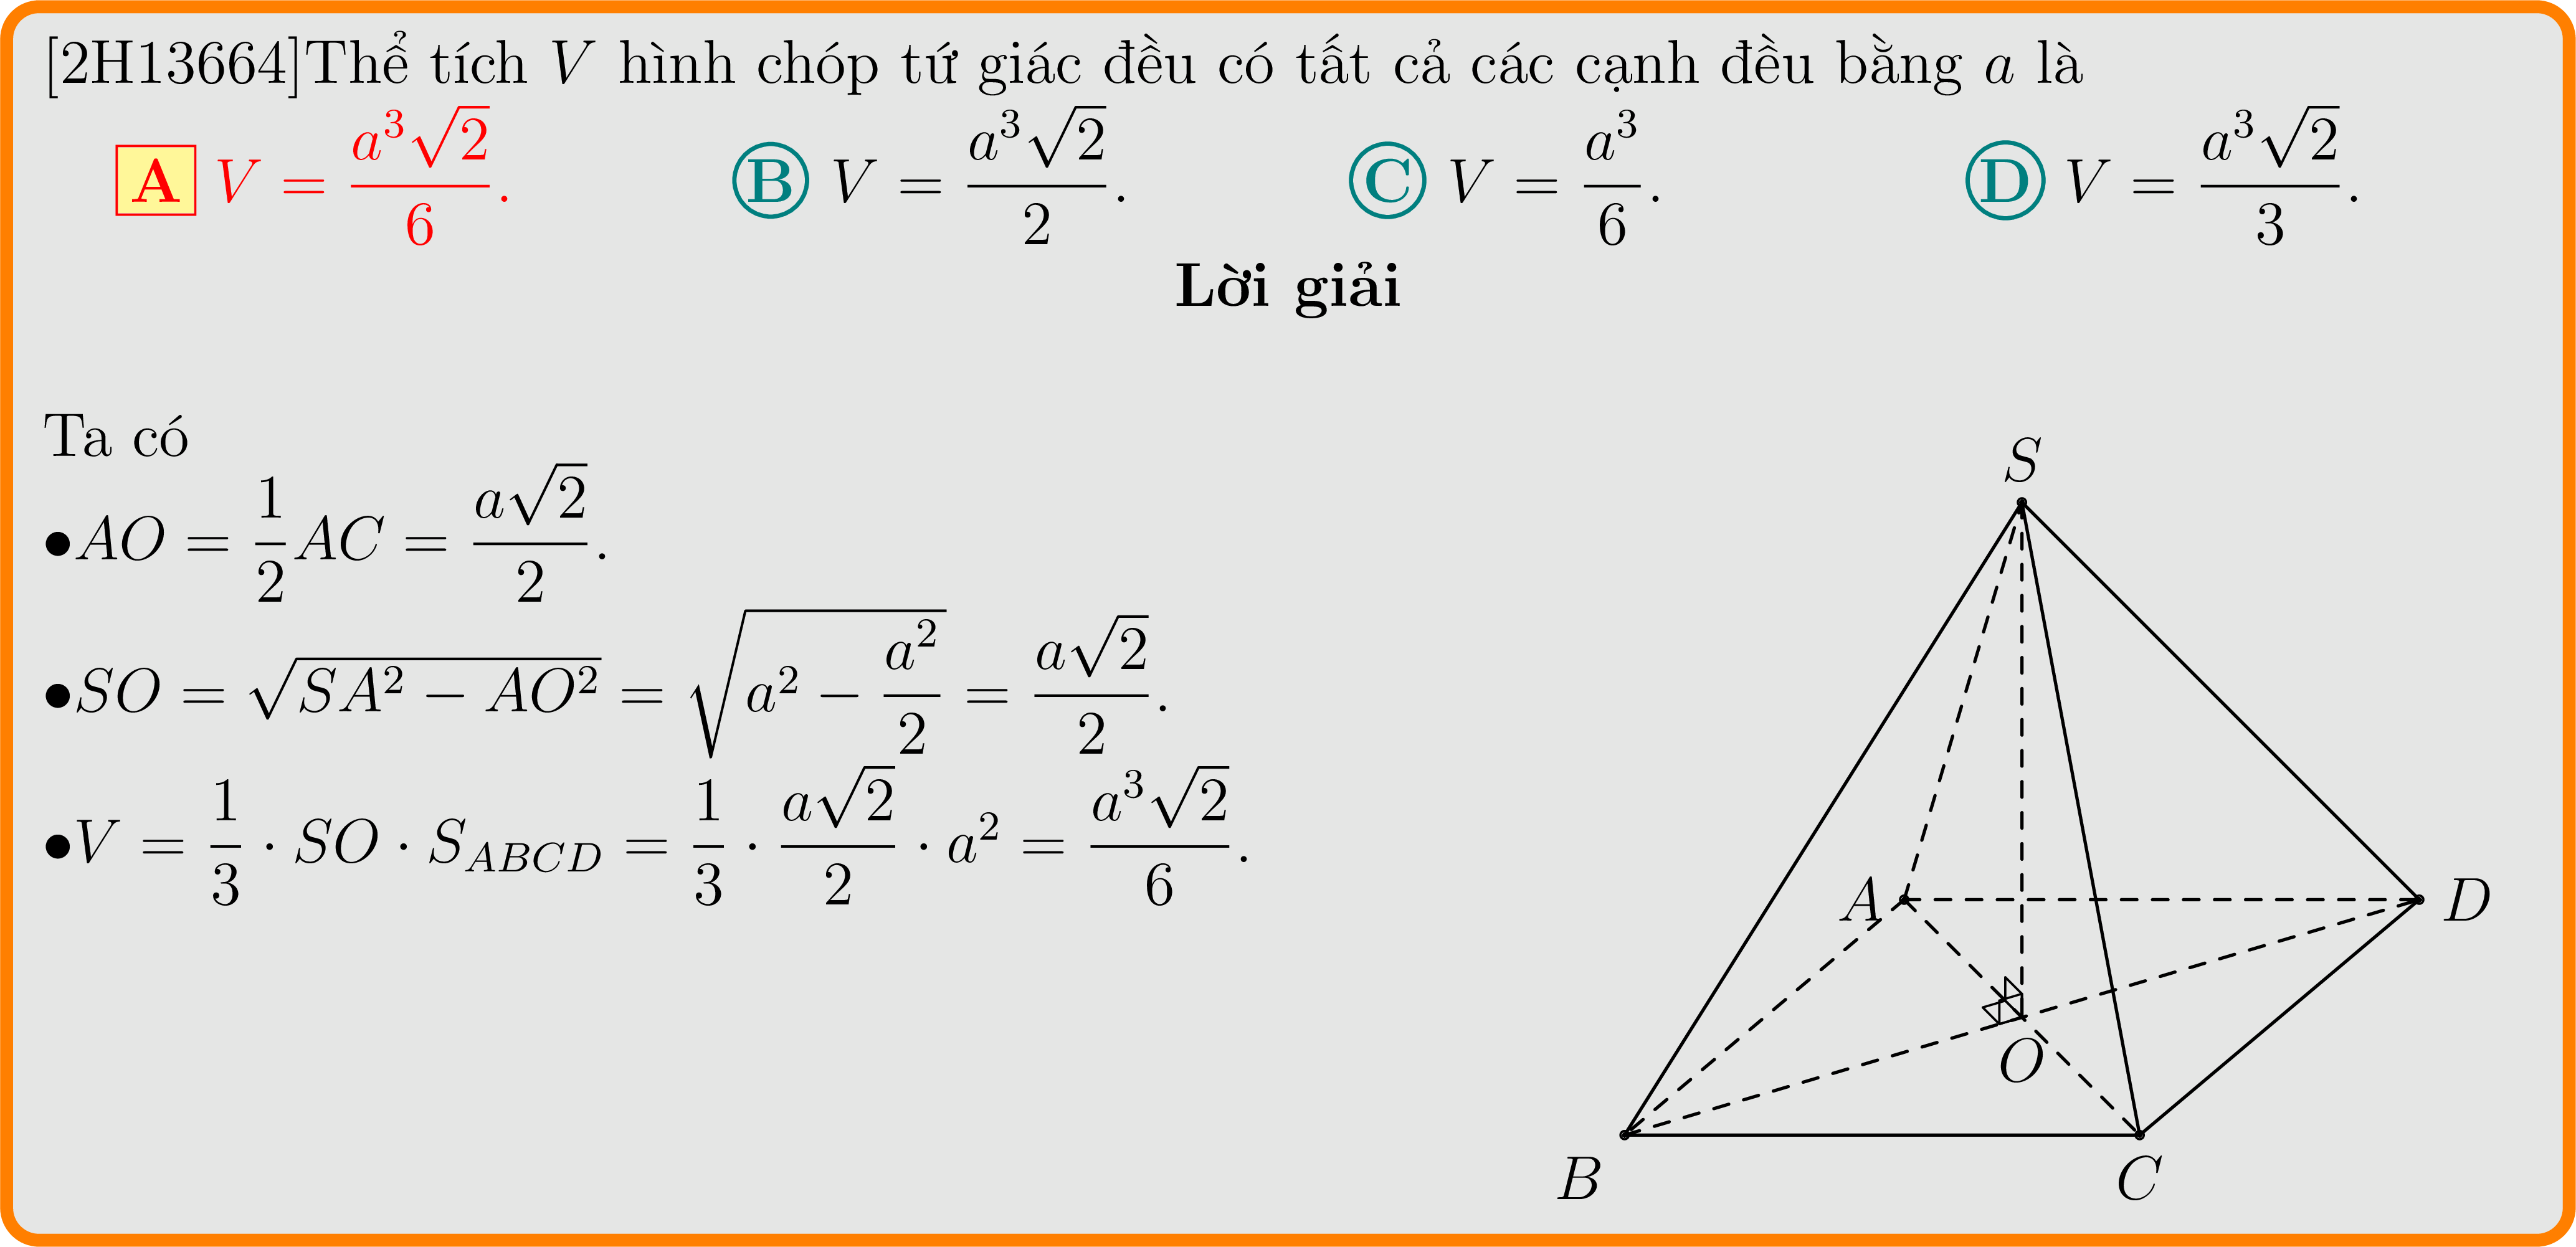 [2H13664]Thể tích V hình chóp tứ giác đều có tất cả các cạnh đều bằng a là
A V = \frac{a^3\sqrt{2}}{6}. B V = \frac{a^3\sqrt{2}}{2}. C V = \frac{a^3}{6}. D V = \frac{a^3\sqrt{2}}{3}.
Lời giải
Ta có
●AO = \frac{1}{2}AC = \frac{a\sqrt{2}}{2}.
●SO = \sqrt{SA^2 − AO^2} = \sqrt{a^2 − \frac{a^2}{2}} = \frac{a\sqrt{2}}{2}.
●V = \frac{1}{3} · SO · S_{ABCD} = \frac{1}{3} · \frac{a\sqrt{2}}{2} · a^2 = \frac{a^3\sqrt{2}}{6}.
S
A
D
O
B
C